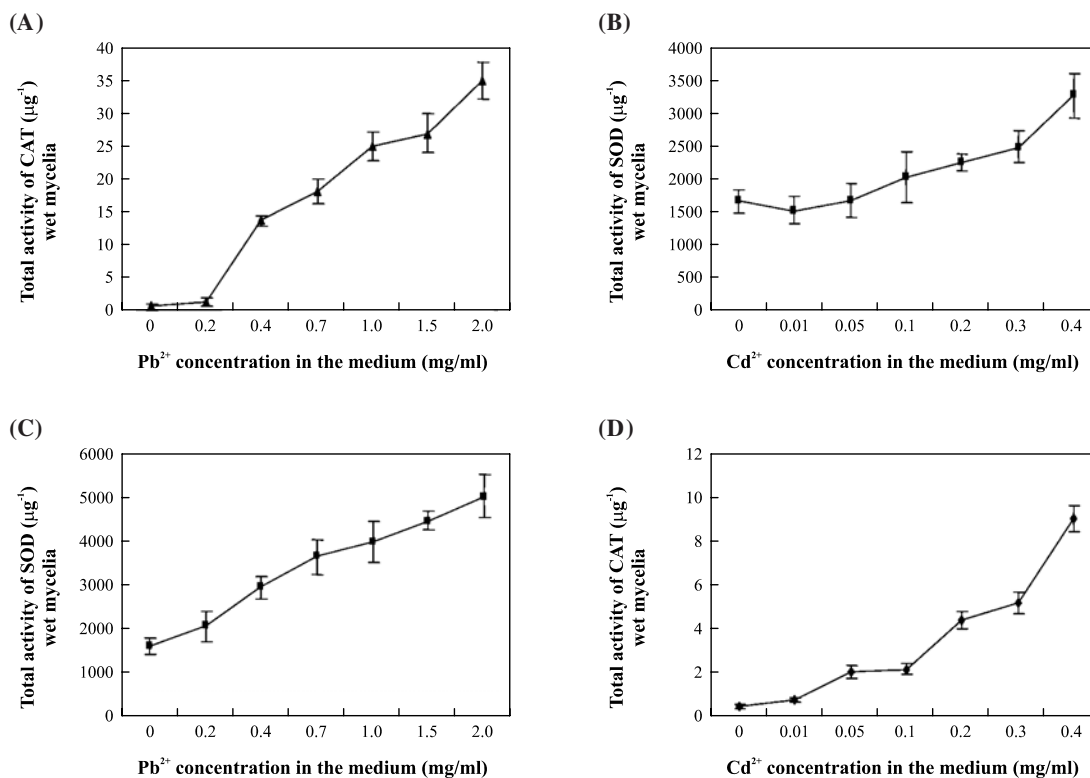 (A)
Total activity of CAT (µg⁻¹)
wet mycelia
40
35
30
25
20
15
10
5
0
0 0.2 0.4 0.7 1.0 1.5 2.0
Pb²⁺ concentration in the medium (mg/ml)
(B)
Total activity of SOD (µg⁻¹)
wet mycelia
4000
3500
3000
2500
2000
1500
1000
500
0
0 0.01 0.05 0.1 0.2 0.3 0.4
Cd²⁺ concentration in the medium (mg/ml)
(C)
Total activity of SOD (µg⁻¹)
wet mycelia
6000
5000
4000
3000
2000
1000
0
0 0.2 0.4 0.7 1.0 1.5 2.0
Pb²⁺ concentration in the medium (mg/ml)
(D)
Total activity of CAT (µg⁻¹)
wet mycelia
12
10
8
6
4
2
0
0 0.01 0.05 0.1 0.2 0.3 0.4
Cd²⁺ concentration in the medium (mg/ml)